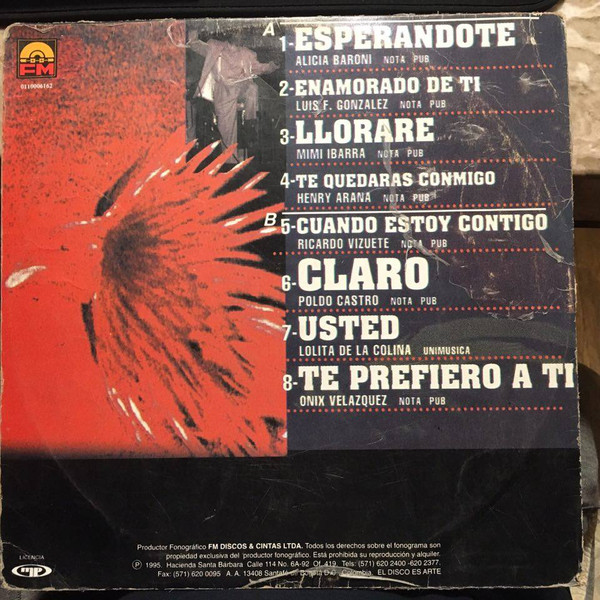 FM
0110006162
A
1-ESPERANDOTE
ALICIA BARONI NOTA PUB
2-ENAMORADO DE TI
LUIS F. GONZALEZ NOTA PUB
3-LLORARE
MIMI IBARRA NOTA PUB
4-TE QUEDARAS CONMIGO
HENRY ARANA NOTA PUB
B
5-CUANDO ESTOY CONTIGO
RICARDO VIZUETE NOTA PUB
6-CLARO
POLDO CASTRO NOTA PUB
7-USTED
LOLITA DE LA COLINA UNIMUSICA
8-TE PREFIERO A TI
ONIX VELAZQUEZ NOTA PUB
Productor Fonográfico FM DISCOS & CINTAS LTDA. Todos los derechos sobre el fonograma son
propiedad exclusiva del productor fonográfico. Está prohibida su reproducción y alquiler.
Ⓟ 1995. Hacienda Santa Bárbara Calle 114 No. 6A-92 Of. 419 Tels: (571) 620 2400 -620 2377.
Fax: (571) 620 0095 A. A. 13408 Santafé de Bogotá D.C. Colombia. EL DISCO ES ARTE
LICENCIA